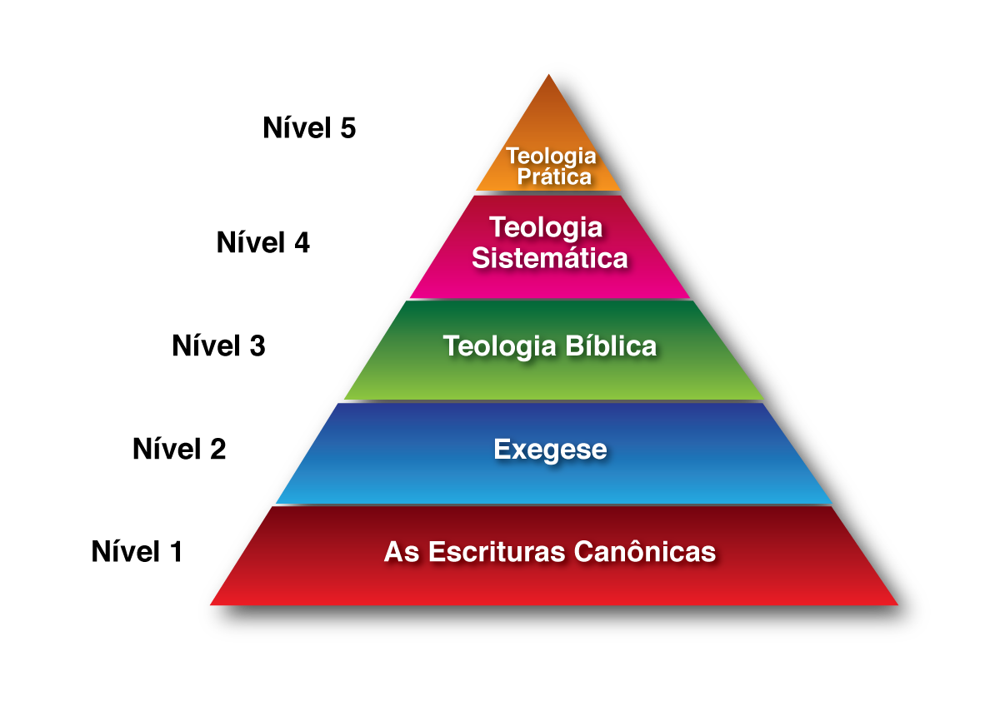 Nível 5
Teologia
Prática
Nível 4
Teologia
Sistemática
Nível 3
Teologia Bíblica
Nível 2
Exegese
Nível 1
As Escrituras Canônicas